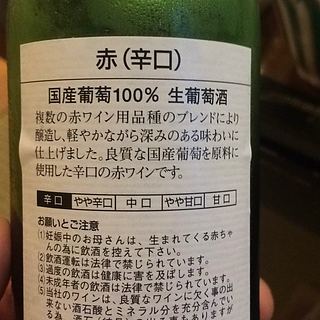 赤(辛口)
国産葡萄100% 生葡萄酒
複数の赤ワイン用品種のブレンドにより
醸造し、軽やかながら深みのある味わいに
仕上げました。良質な国産葡萄を原料に
使用した辛口の赤ワインです。
辛口 やや辛口 中口 やや甘口 甘口
お願いとご注意
(1)妊娠中のお母さんは、生まれてくる赤ちゃ
んの為に飲酒を控えて下さい。
(2)飲酒運転は法律で禁じられています。
(3)過度の飲酒は健康に害を及ぼします。
(4)未成年者の飲酒は法律で禁じられています。
(5)当社のワインは、良質なワインに欠く事の出
来ない酒石酸とミネラル分を充分含んでい
る為